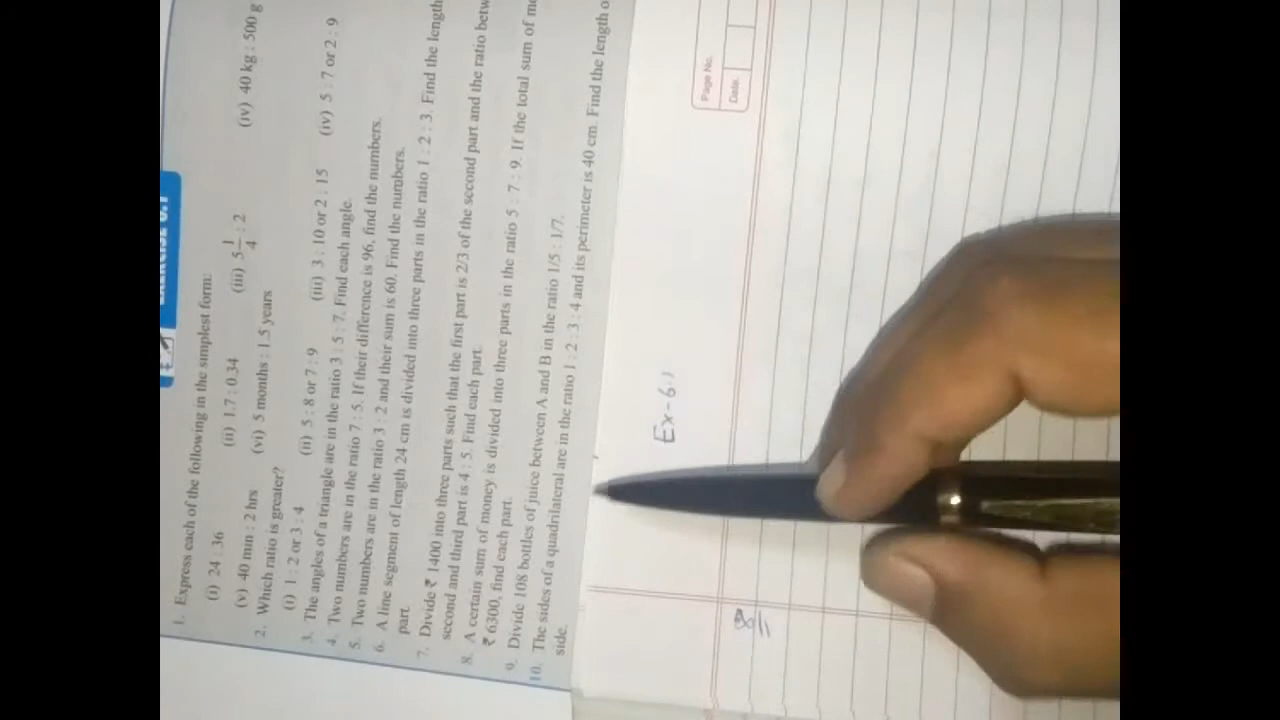 1. Express each of the following in the simplest form:
(i) 24 : 36 (ii) 1.7 : 0.34 (iii) 5 1/4 : 2 (iv) 40 kg : 500 g
(v) 40 min : 2 hrs (vi) 5 months : 1.5 years
2. Which ratio is greater?
(i) 1 : 2 or 3 : 4 (ii) 5 : 8 or 7 : 9 (iii) 3 : 10 or 2 : 15 (iv) 5 : 7 or 2 : 9
3. The angles of a triangle are in the ratio 3 : 5 : 7. Find each angle.
4. Two numbers are in the ratio 7 : 5. If their difference is 96, find the numbers.
5. Two numbers are in the ratio 3 : 2 and their sum is 60. Find the numbers.
6. A line segment of length 24 cm is divided into three parts in the ratio 1 : 2 : 3. Find the length
part.
7. Divide ₹ 1400 into three parts such that the first part is 2/3 of the second part and the ratio
second and third part is 4 : 5. Find each part.
8. A certain sum of money is divided into three parts in the ratio 5 : 7 : 9. If the total sum of
₹ 6300, find each part.
9. Divide 108 bottles of juice between A and B in the ratio 1/5 : 1/7.
10. The sides of a quadrilateral are in the ratio 1 : 2 : 3 : 4 and its perimeter is 40 cm. Find the length
side.
Page No.
Date.
Ex-6.1